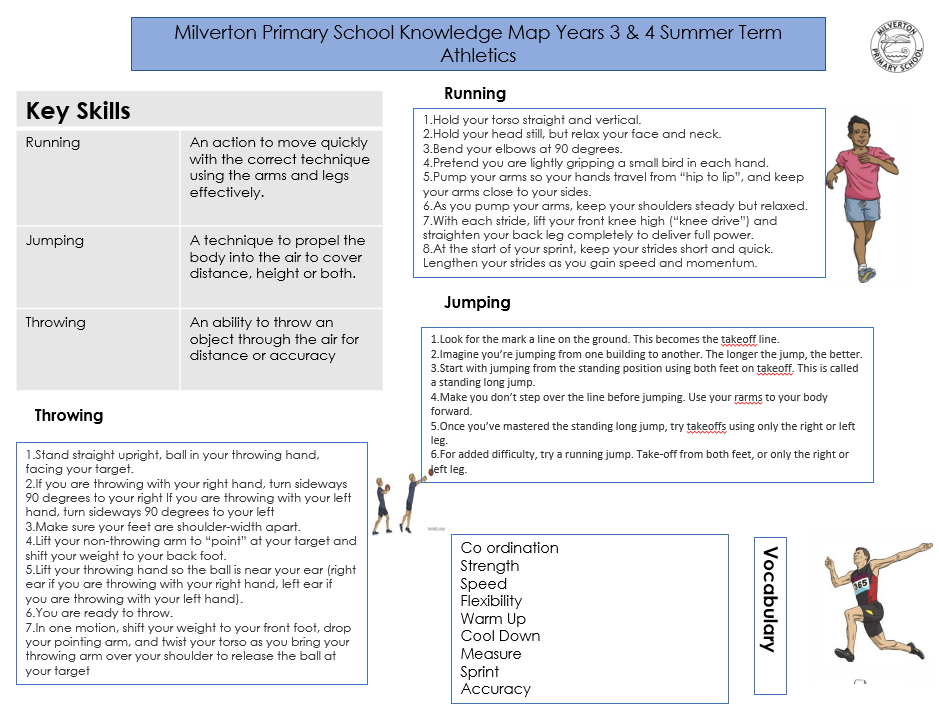 Milverton Primary School Knowledge Map Years 3 & 4 Summer Term
Athletics
MILVERTON
PRIMARY SCHOOL
Key Skills
Running
An action to move quickly
with the correct technique
using the arms and legs
effectively.
Jumping
A technique to propel the
body into the air to cover
distance, height or both.
Throwing
An ability to throw an
object through the air for
distance or accuracy
Running
1.Hold your torso straight and vertical.
2.Hold your head still, but relax your face and neck.
3.Bend your elbows at 90 degrees.
4.Pretend you are lightly gripping a small bird in each hand.
5.Pump your arms so your hands travel from “hip to lip”, and keep
your arms close to your sides.
6.As you pump your arms, keep your shoulders steady but relaxed.
7.With each stride, lift your front knee high (“knee drive”) and
straighten your back leg completely to deliver full power.
8.At the start of your sprint, keep your strides short and quick.
Lengthen your strides as you gain speed and momentum.
Jumping
1.Look for the mark a line on the ground. This becomes the takeoff line.
2.Imagine you’re jumping from one building to another. The longer the jump, the better.
3.Start with jumping from the standing position using both feet on takeoff. This is called
a standing long jump.
4.Make you don’t step over the line before jumping. Use your rarms to your body
forward.
5.Once you’ve mastered the standing long jump, try takeoffs using only the right or left
leg.
6.For added difficulty, try a running jump. Take-off from both feet, or only the right or
left leg.
Throwing
1.Stand straight upright, ball in your throwing hand,
facing your target.
2.If you are throwing with your right hand, turn sideways
90 degrees to your right If you are throwing with your left
hand, turn sideways 90 degrees to your left
3.Make sure your feet are shoulder-width apart.
4.Lift your non-throwing arm to “point” at your target and
shift your weight to your back foot.
5.Lift your throwing hand so the ball is near your ear (right
ear if you are throwing with your right hand, left ear if
you are throwing with your left hand).
6.You are ready to throw.
7.In one motion, shift your weight to your front foot, drop
your pointing arm, and twist your torso as you bring your
throwing arm over your shoulder to release the ball at
your target
Co ordination
Strength
Speed
Flexibility
Warm Up
Cool Down
Measure
Sprint
Accuracy
Vocabulary
365